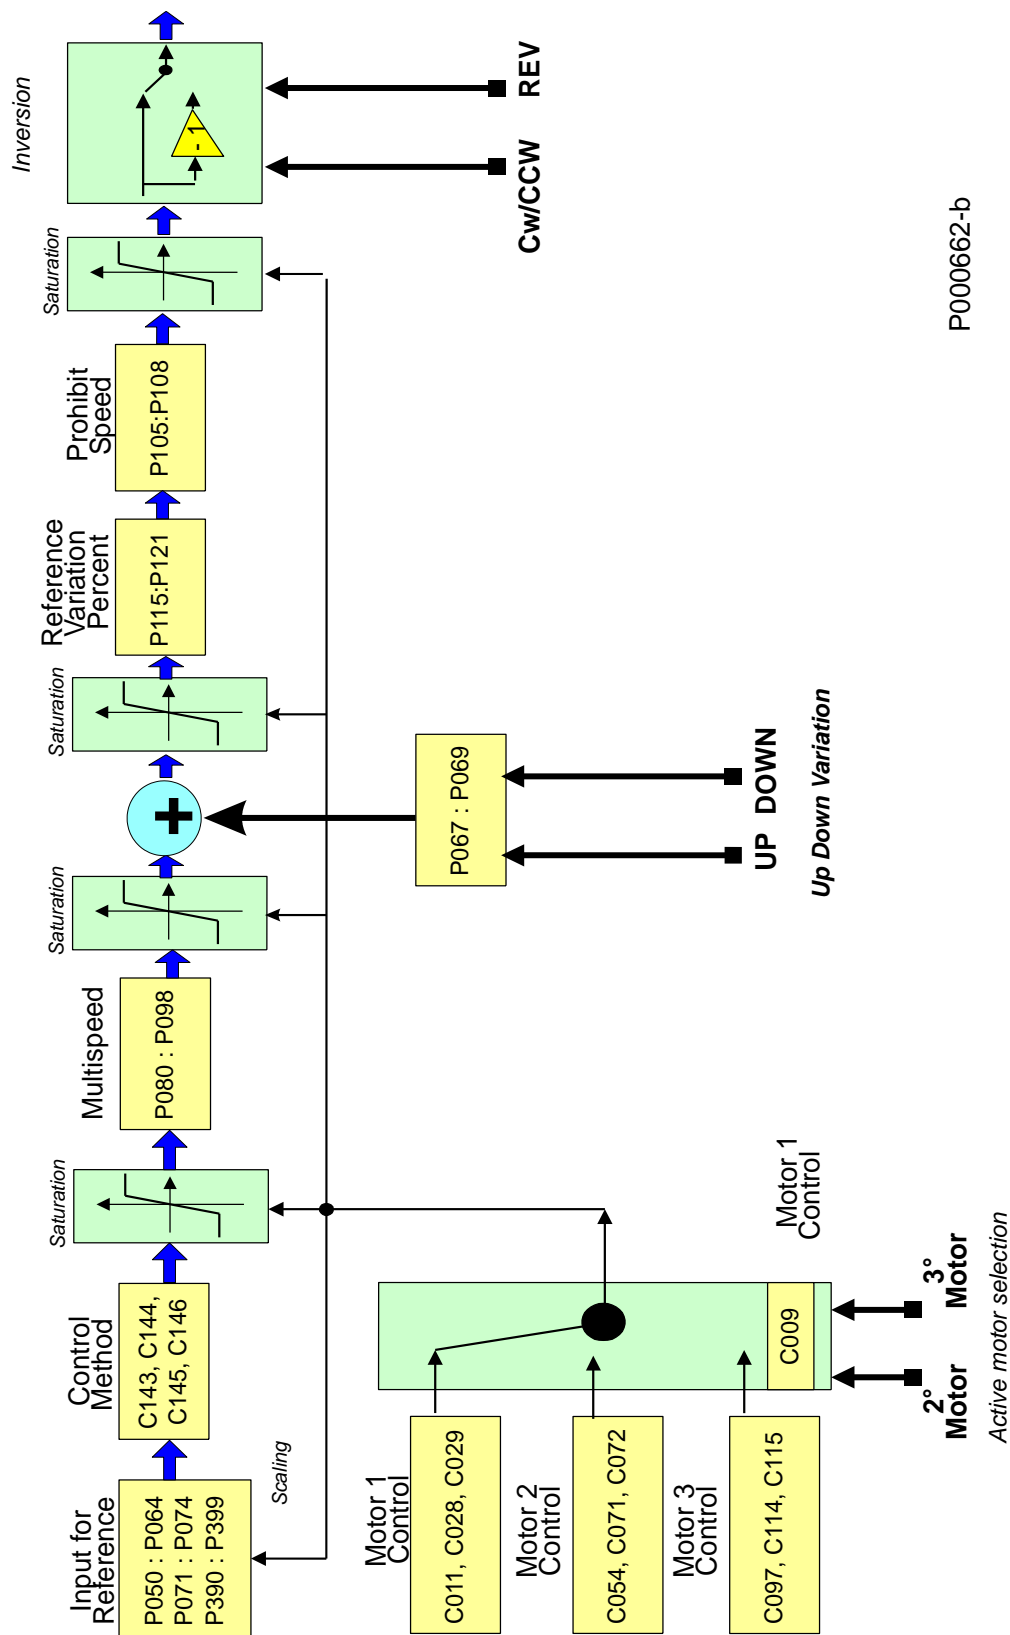 Input for
Reference
P050 : P064
P071 : P074
P390 : P399
Scaling
Control
Method
C143, C144,
C145, C146
Saturation
Multispeed
P080 : P098
Saturation
+
Saturation
Reference
Variation
Percent
P115:P121
Prohibit
Speed
P105:P108
Saturation
Inversion
- 1
Motor 1
Control
C011, C028, C029
Motor 2
Control
C054, C071, C072
Motor 3
Control
C097, C114, C115
C009
Motor 1
Control
2°
Motor
3°
Motor
Active motor selection
P067 : P069
UP
DOWN
Up Down Variation
Cw/CCW
REV
P000662-b